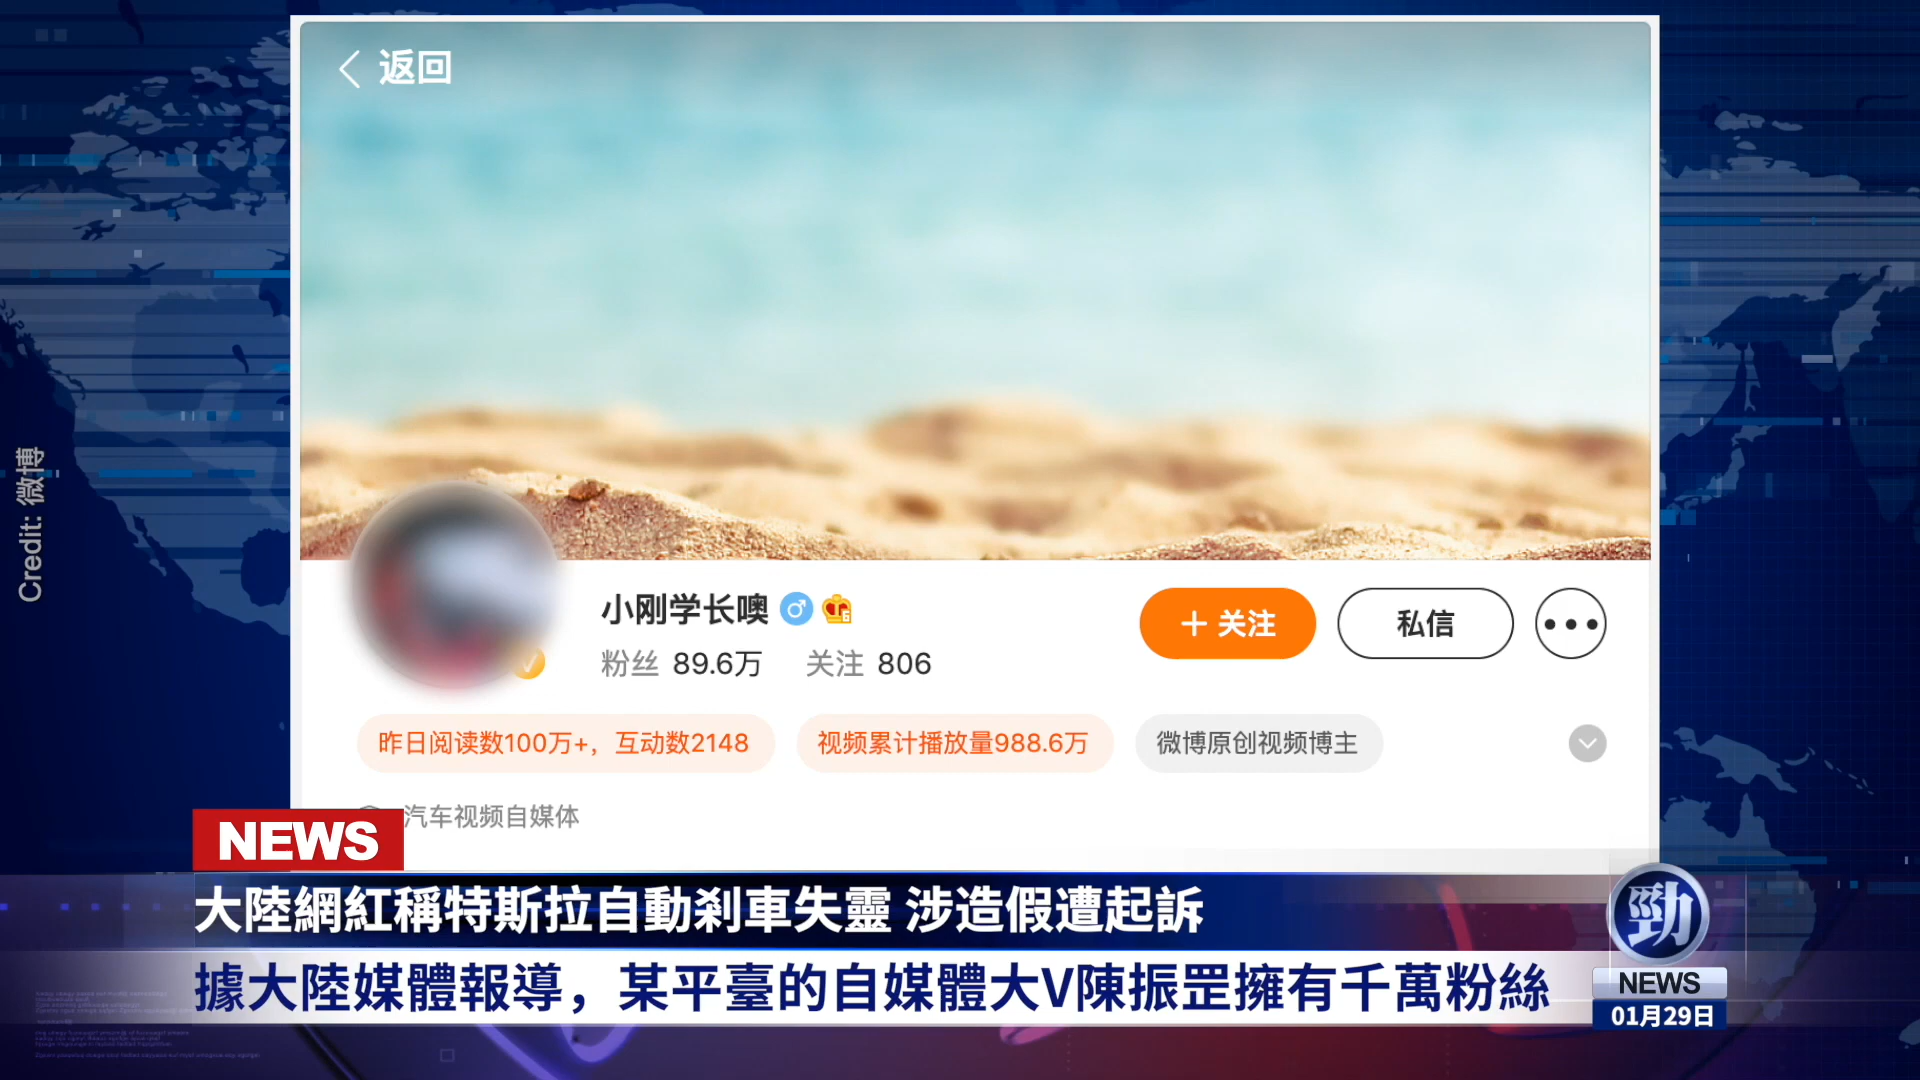 返回
Credit: 微博
小刚学长噢
粉丝 89.6万 关注 806
+ 关注
私信
昨日阅读数100万+，互动数2148
视频累计播放量988.6万
微博原创视频博主
汽车视频自媒体
NEWS
大陸網紅稱特斯拉自動剎車失靈 涉造假遭起訴
據大陸媒體報導，某平臺的自媒體大V陳振罡擁有千萬粉絲
勁
NEWS
01月29日